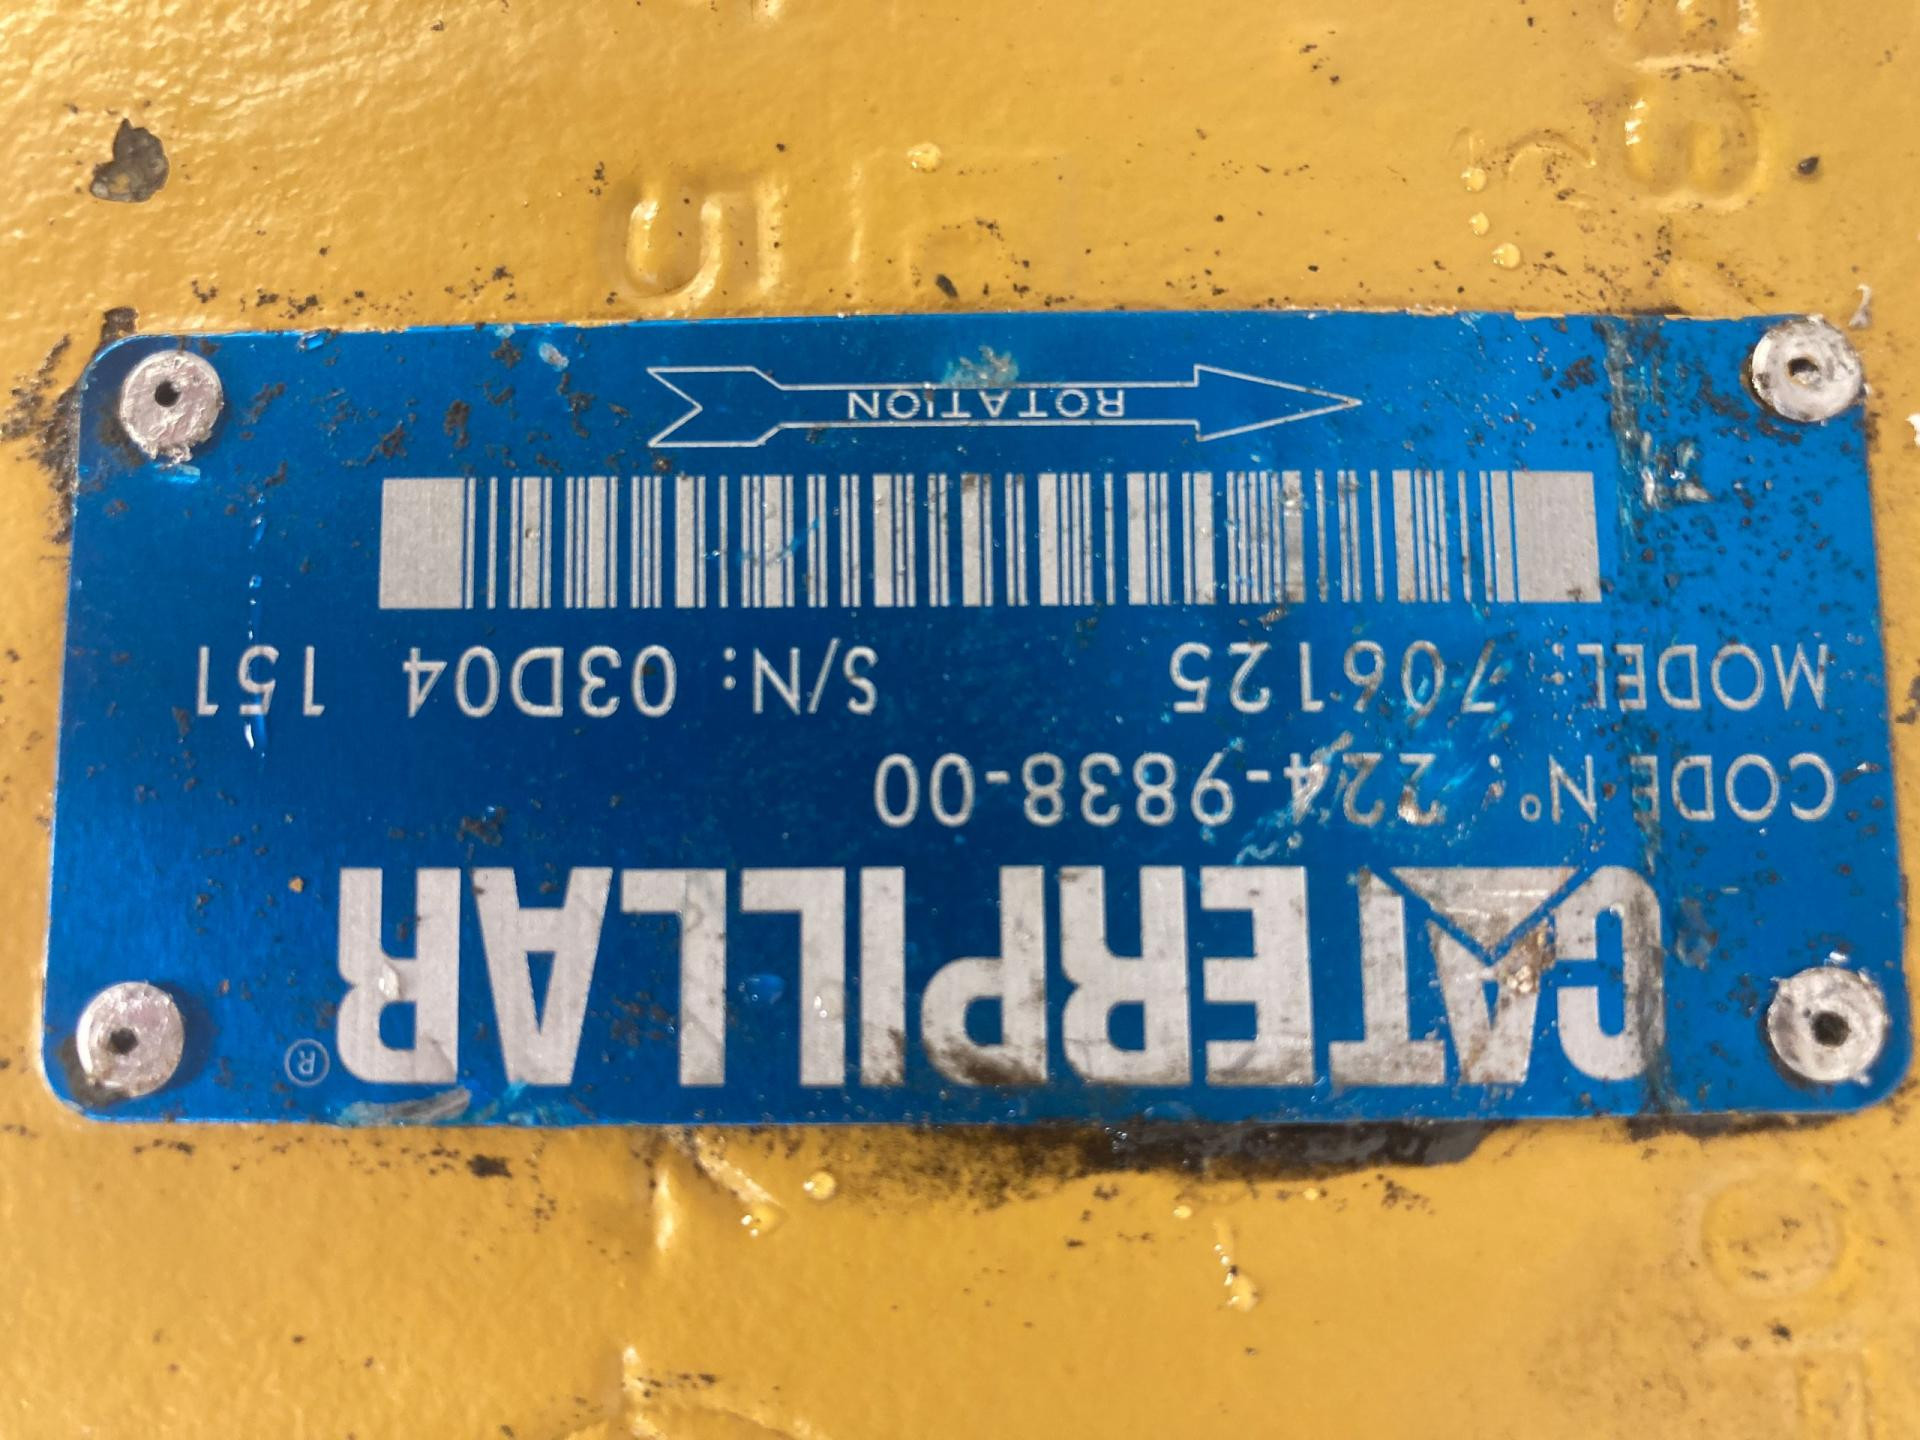 CATERPILLAR®
CODE N° : 224-9838-00
MODEL: 706125 S/N: 03D04 151
ROTATION